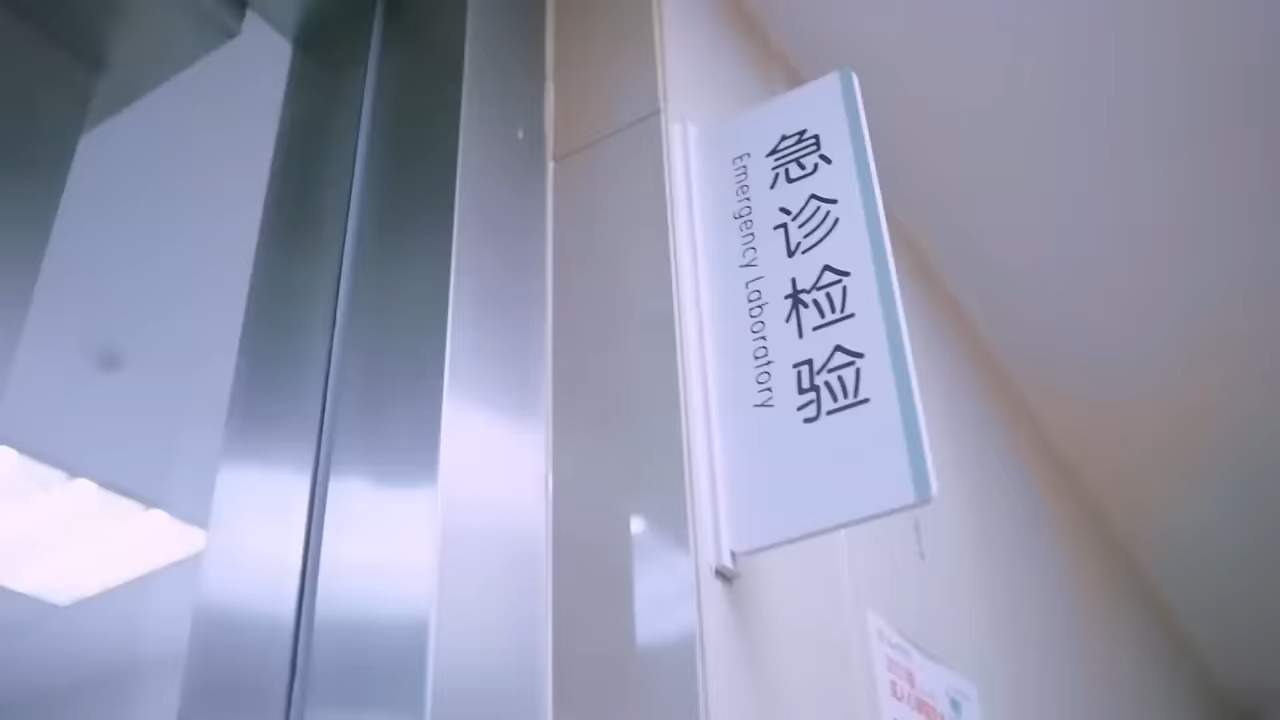 急诊检验
Emergency Laboratory